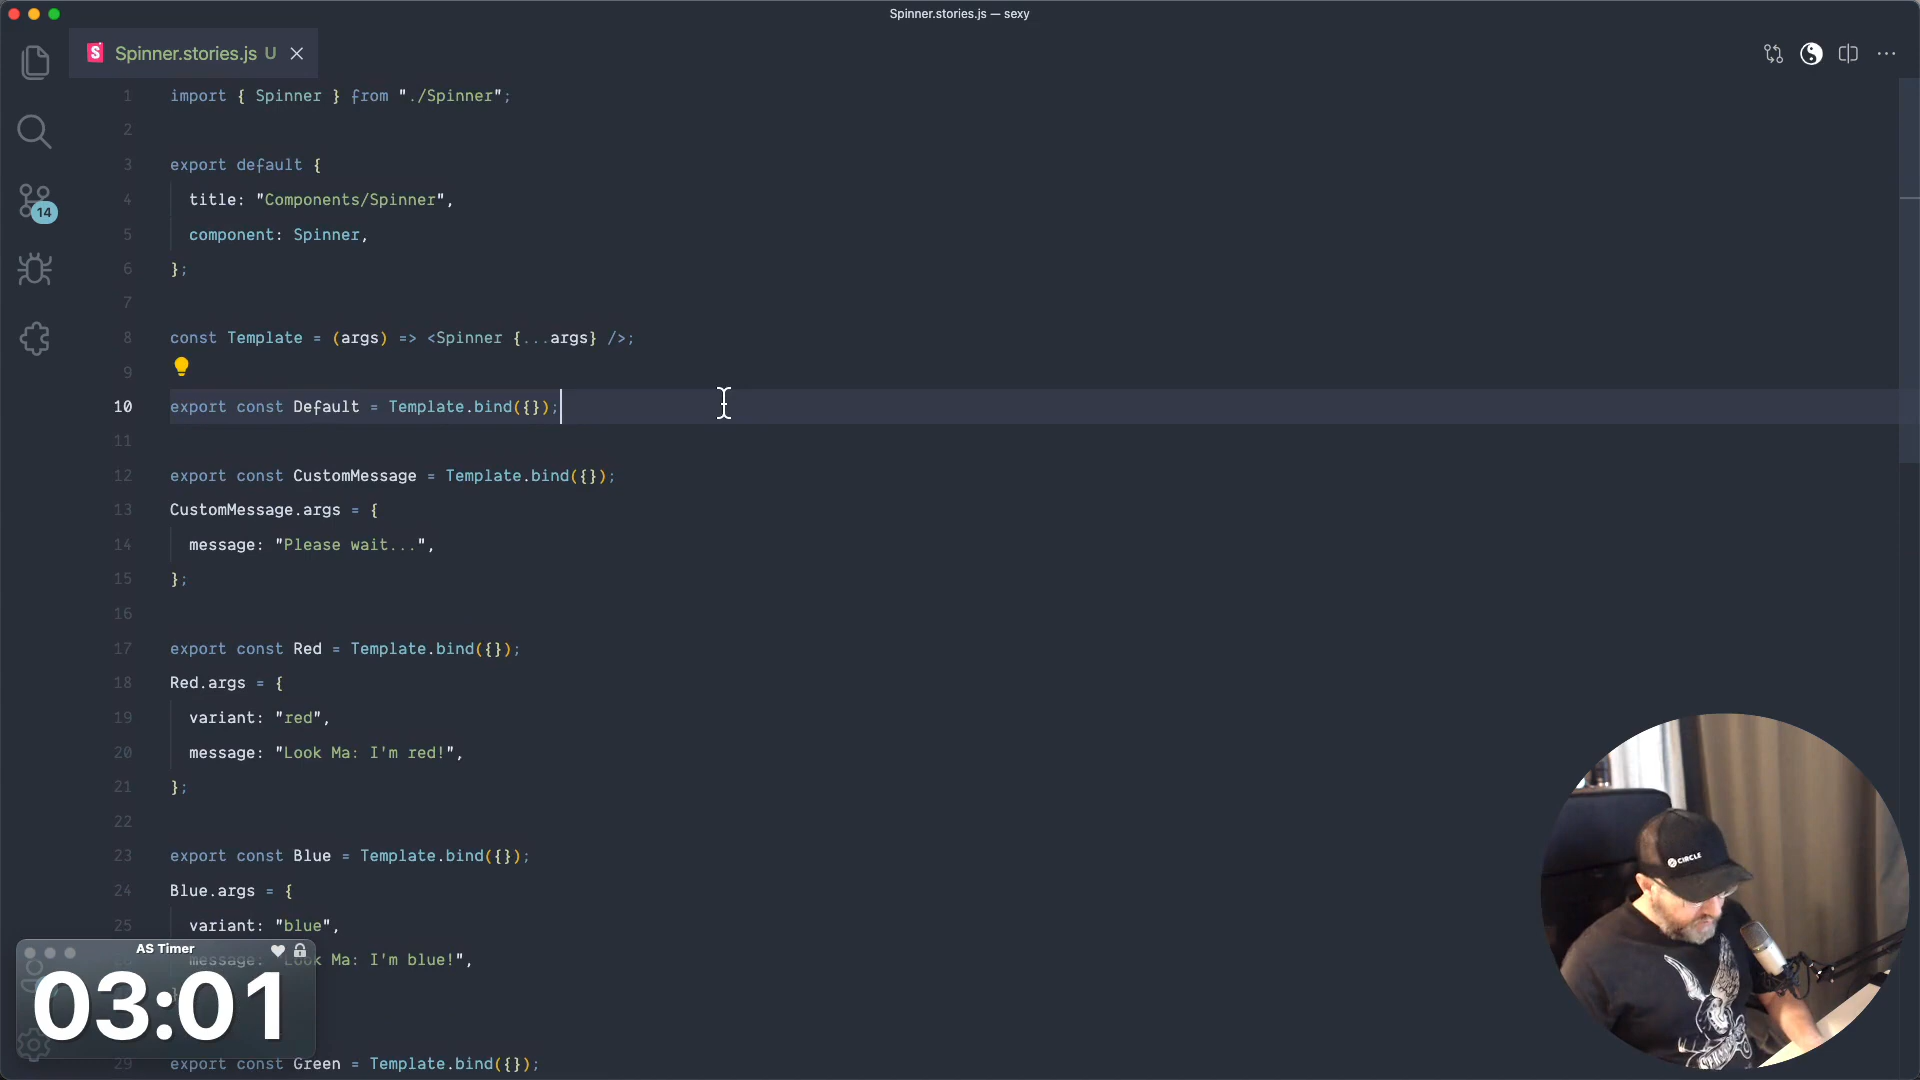 Spinner.stories.js — sexy
Spinner.stories.js U
1 import { Spinner } from "./Spinner";
2
3 export default {
4 title: "Components/Spinner",
5 component: Spinner,
6 };
7
8 const Template = (args) => <Spinner {...args} />;
9
10 export const Default = Template.bind({});
11
12 export const CustomMessage = Template.bind({});
13 CustomMessage.args = {
14 message: "Please wait...",
15 };
16
17 export const Red = Template.bind({});
18 Red.args = {
19 variant: "red",
20 message: "Look Ma: I'm red!",
21 };
22
23 export const Blue = Template.bind({});
24 Blue.args = {
25 variant: "blue",
message: "Look Ma: I'm blue!",
29 export const Green = Template.bind({});
14
AS Timer
03:01
CIRCLE